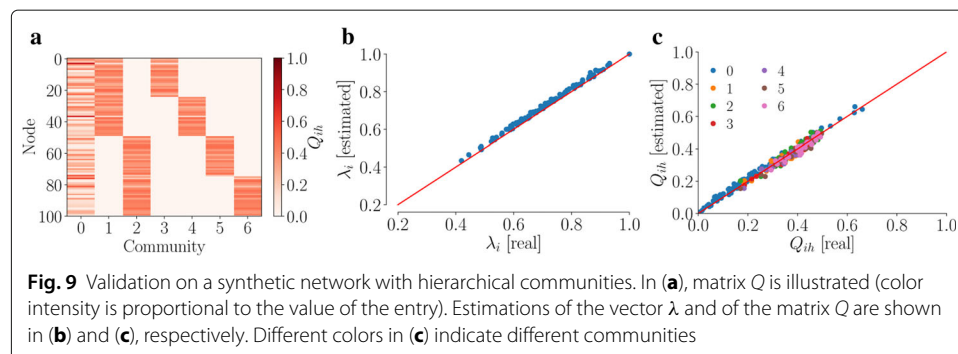 a
0
20
40
60
80
100
Node
0 1 2 3 4 5 6
Community
1.0
0.8
0.6
0.4
0.2
0.0
Q_ih
b
1.0
0.8
0.6
0.4
0.2
λ_i [estimated]
0.2 0.4 0.6 0.8 1.0
λ_i [real]
c
1.0
0.8
0.6
0.4
0.2
0.0
Q_ih [estimated]
0 4
1 5
2 6
3
0.0 0.2 0.4 0.6 0.8 1.0
Q_ih [real]
Fig. 9 Validation on a synthetic network with hierarchical communities. In (a), matrix Q is illustrated (color
intensity is proportional to the value of the entry). Estimations of the vector λ and of the matrix Q are shown
in (b) and (c), respectively. Different colors in (c) indicate different communities